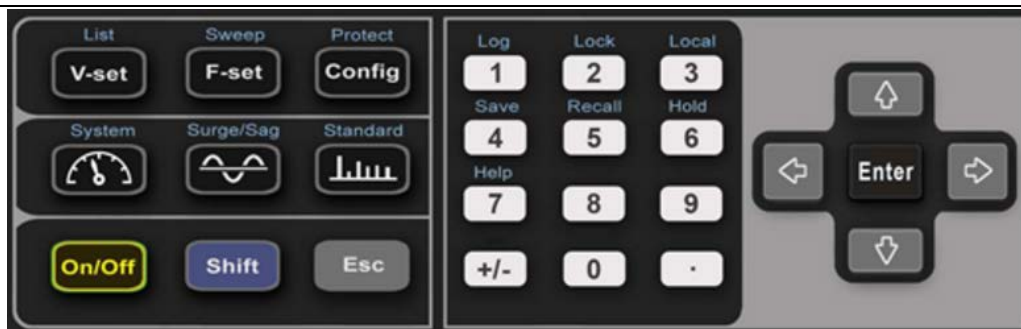 List Sweep Protect
V-set F-set Config
System Surge/Sag Standard
On/Off Shift Esc
Log Lock Local
1 2 3
Save Recall Hold
4 5 6
Help
7 8 9
+/- 0 .
Enter